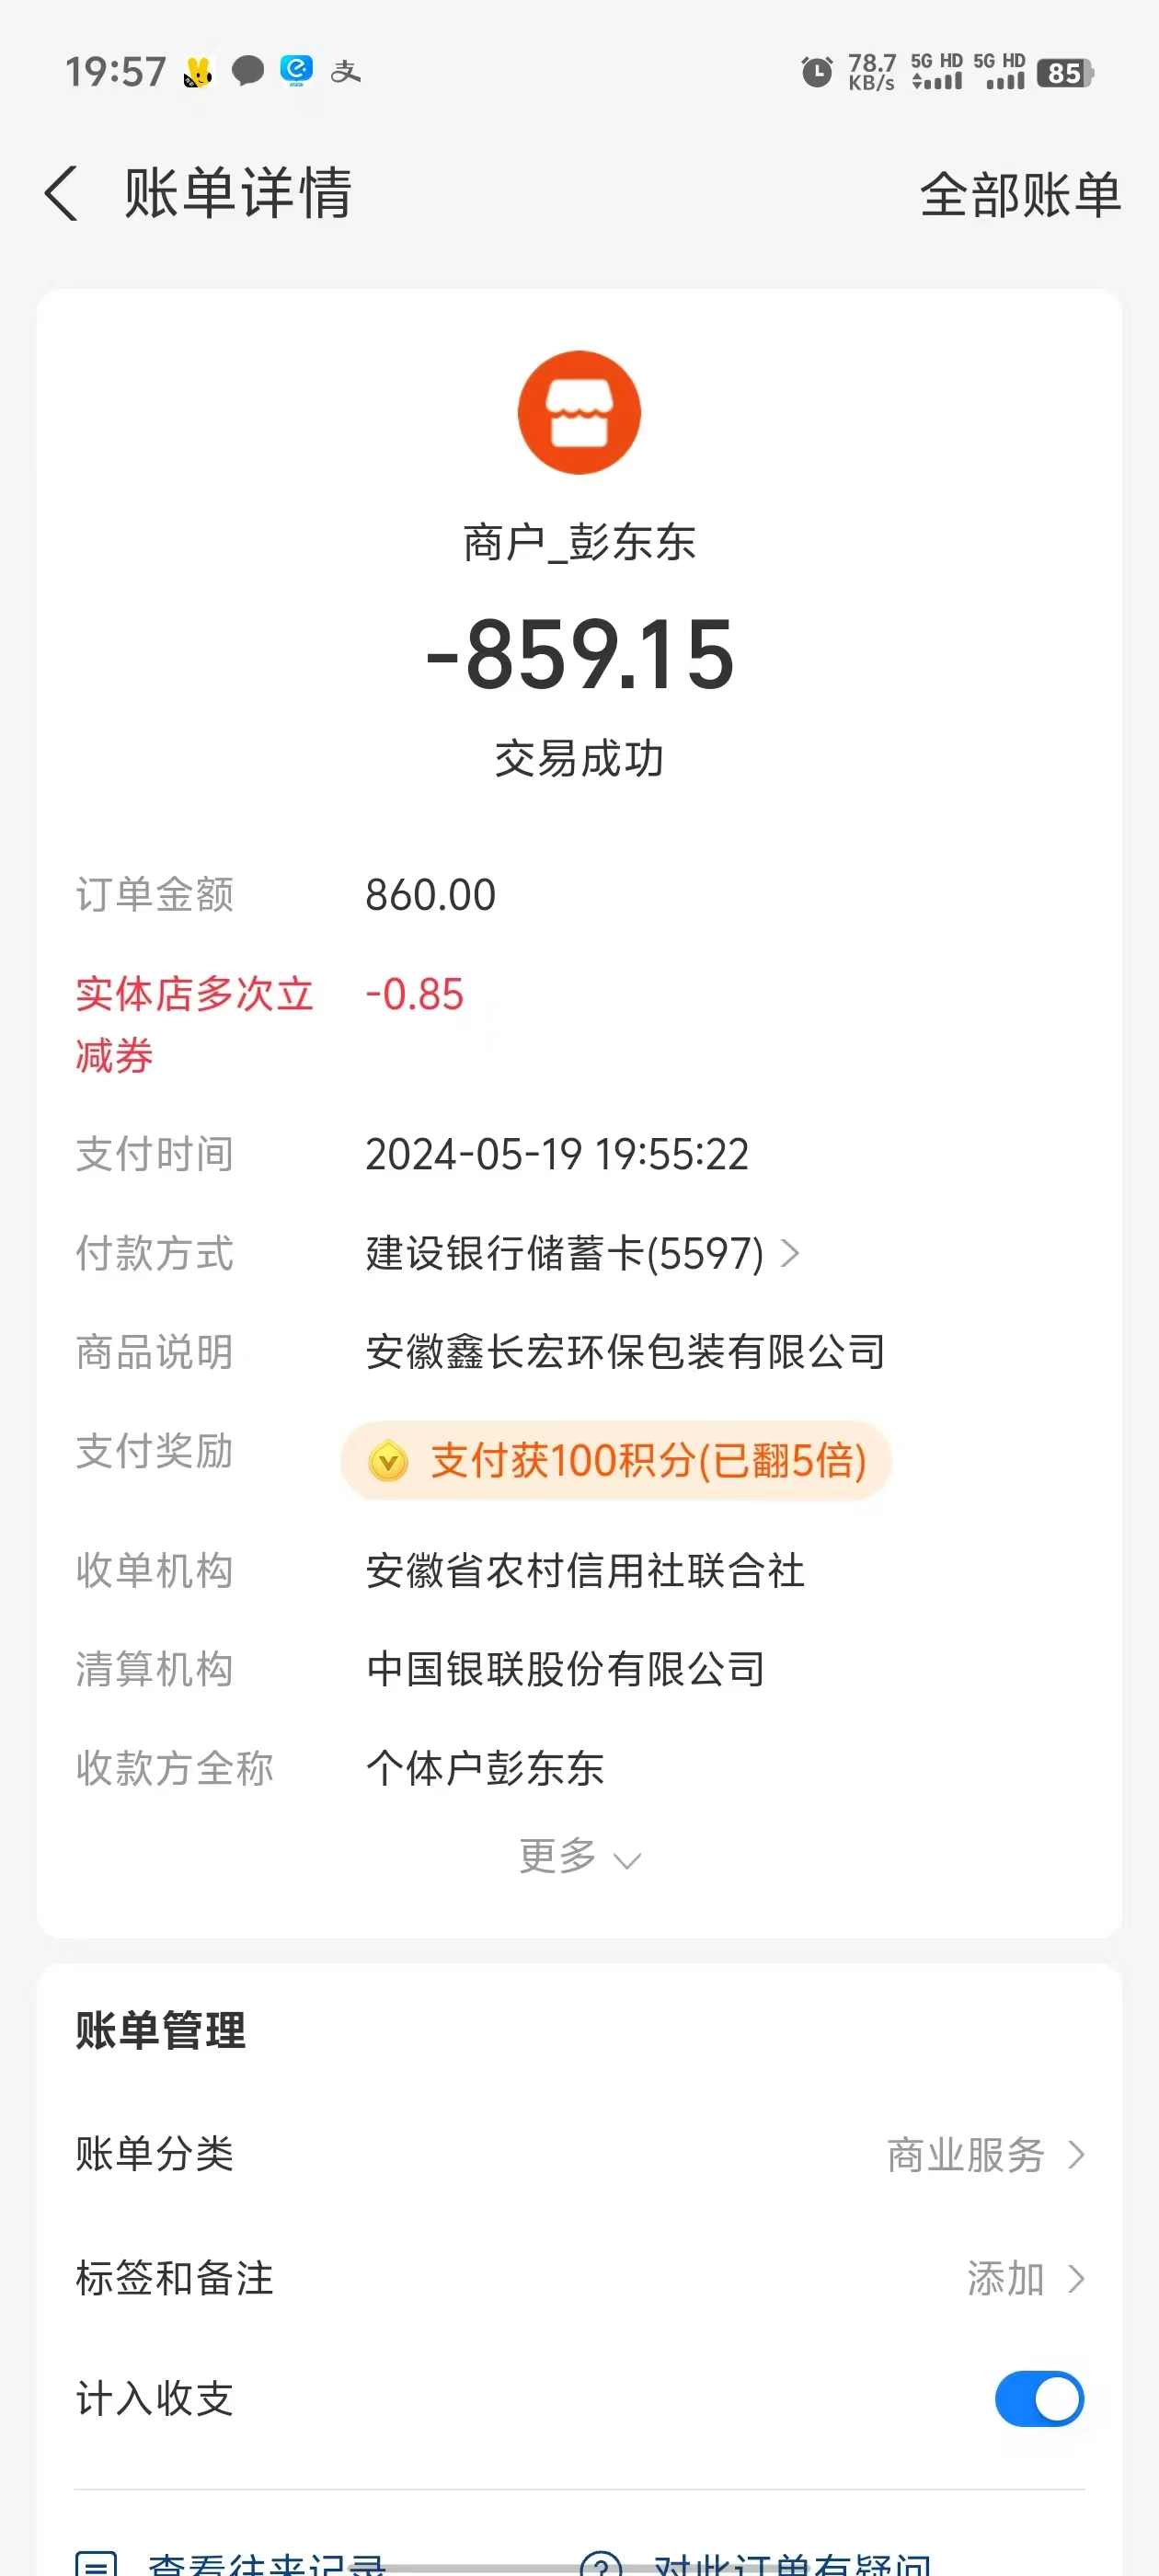 19:57
支
78.7 KB/s 5G HD 5G HD 85
账单详情
全部账单
商户_彭东东
-859.15
交易成功
订单金额 860.00
实体店多次立减券 -0.85
支付时间 2024-05-19 19:55:22
付款方式 建设银行储蓄卡(5597)
商品说明 安徽鑫长宏环保包装有限公司
支付奖励 支付获100积分(已翻5倍)
收单机构 安徽省农村信用社联合社
清算机构 中国银联股份有限公司
收款方全称 个体户彭东东
更多
账单管理
账单分类 商业服务
标签和备注 添加
计入收支
查看往来记录 对此订单有疑问